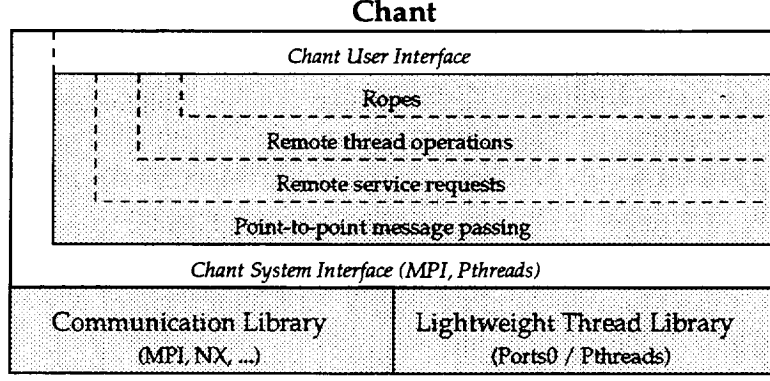 Chant
Chant User Interface
Ropes
Remote thread operations
Remote service requests
Point-to-point message passing
Chant System Interface (MPI, Pthreads)
Communication Library
(MPI, NX, ...)
Lightweight Thread Library
(Ports0 / Pthreads)